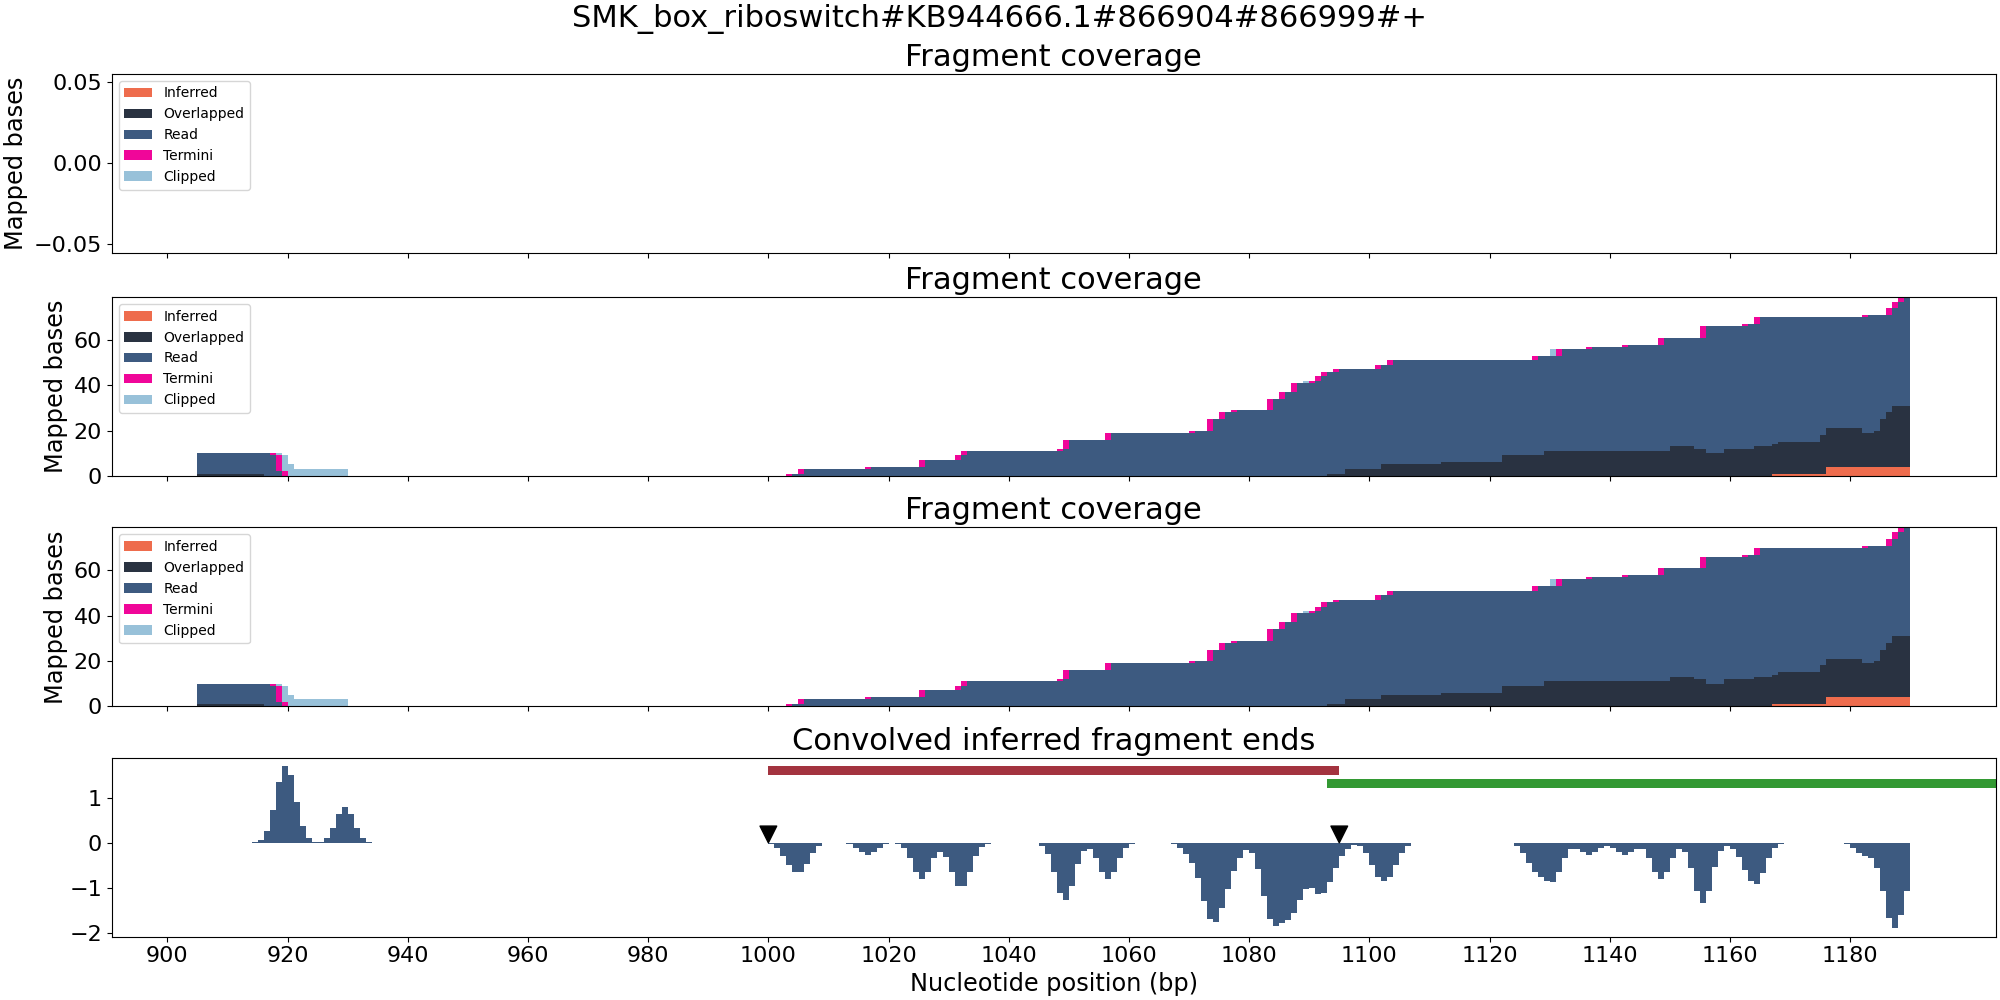 SMK_box_riboswitch#KB944666.1#866904#866999#+
Fragment coverage
Mapped bases
0.05
0.00
−0.05
Inferred
Overlapped
Read
Termini
Clipped
Fragment coverage
Mapped bases
60
40
20
0
Inferred
Overlapped
Read
Termini
Clipped
Fragment coverage
Mapped bases
60
40
20
0
Inferred
Overlapped
Read
Termini
Clipped
Convolved inferred fragment ends
1
0
−1
−2
900 920 940 960 980 1000 1020 1040 1060 1080 1100 1120 1140 1160 1180
Nucleotide position (bp)